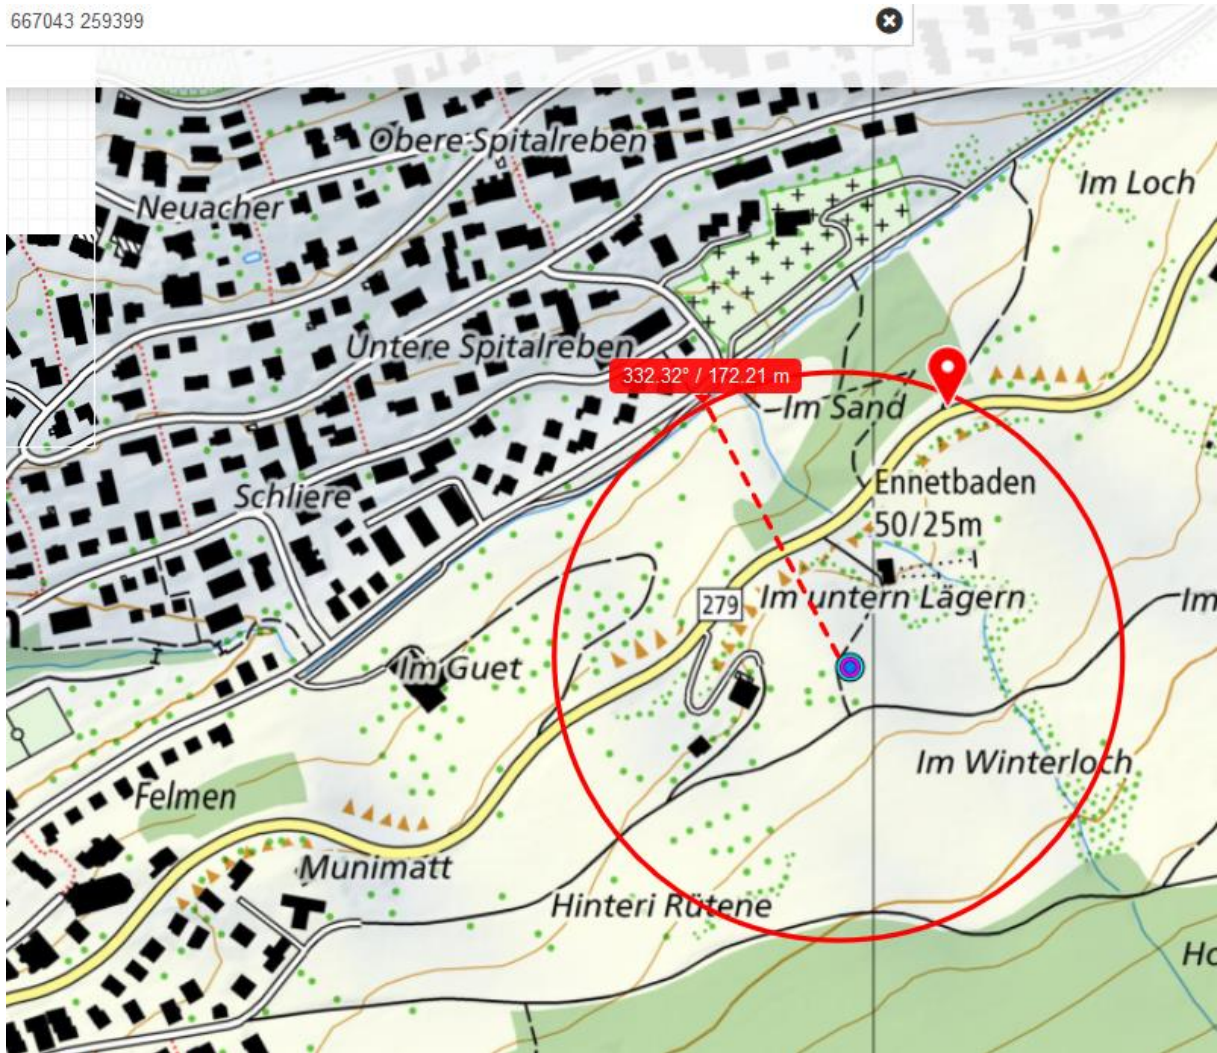 667043 259399
Obere Spitalreben
Im Loch
Neuacher
Untere Spitalreben
332.32° / 172.21 m
Im Sand
Ennetbaden
50/25m
Schliere
279
Im untern Lägern
Im
Im Guet
Im Winterloch
Felmen
Munimatt
Hinteri Rütene
Ho